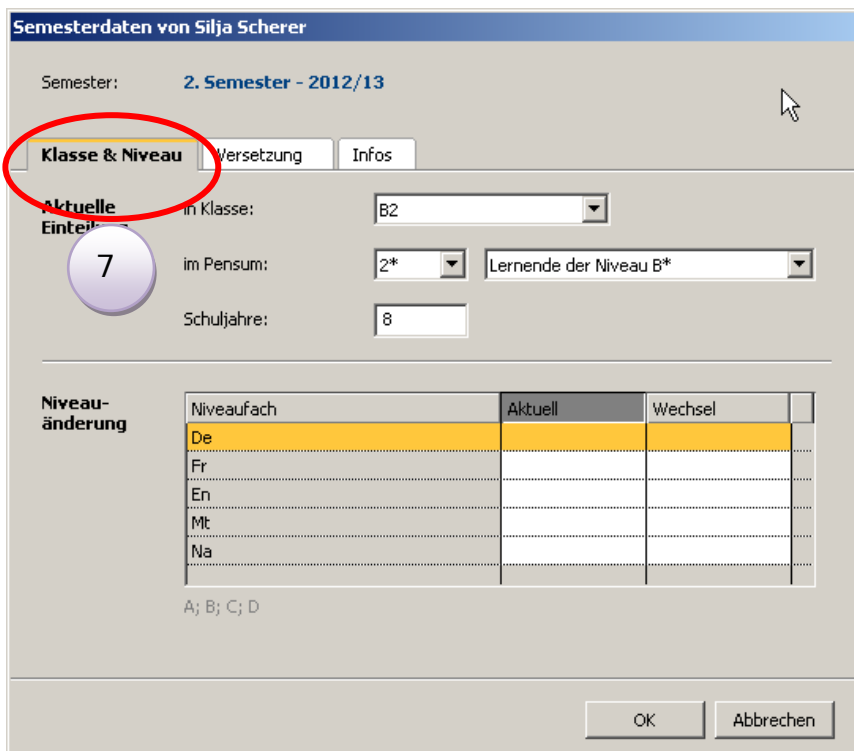 Semesterdaten von Silja Scherer
Semester: 2. Semester - 2012/13
Klasse & Niveau Versetzung Infos
Aktuelle
Einteilung
in Klasse: B2
7
im Pensum: 2* Lernende der Niveau B*
Schuljahre: 8
Niveau-
änderung
Niveaufach Aktuell Wechsel
De
Fr
En
Mt
Na
A; B; C; D
OK Abbrechen